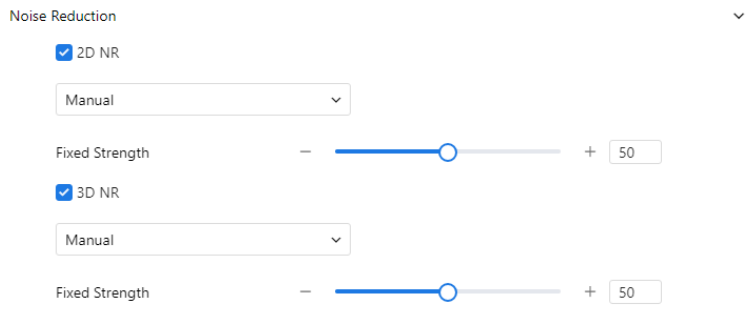 Noise Reduction
2D NR
Manual
Fixed Strength − + 50
3D NR
Manual
Fixed Strength − + 50